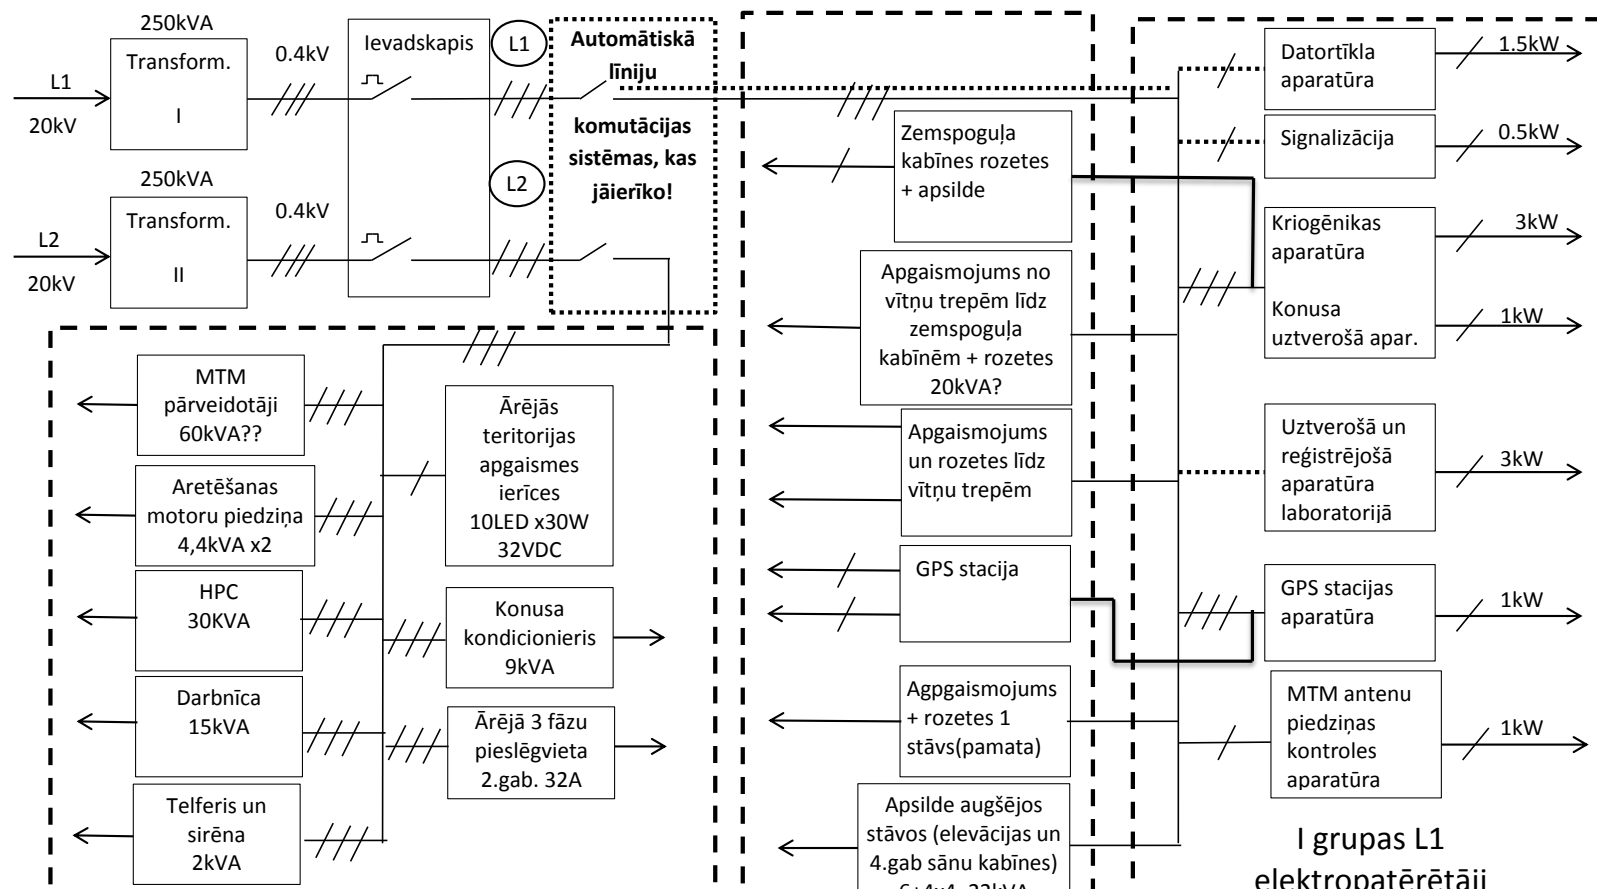 250kVA
Transform.
I
L1
20kV
0.4kV
Ievadskapis
L1
Automātiskā
līniju
komutācijas
sistēmas, kas
jāierīko!
250kVA
Transform.
II
L2
20kV
0.4kV
L2
MTM
pārveidotāji
60kVA??
Aretēšanas
motoru piedziņa
4,4kVA x2
HPC
30KVA
Darbnīca
15kVA
Telferis un
sirēna
2kVA
Ārējās
teritorijas
apgaismes
ierīces
10LED x30W
32VDC
Konusa
kondicionieris
9kVA
Ārējā 3 fāzu
pieslēgvieta
2.gab. 32A
Zemspoguļa
kabīnes rozetes
+ apsilde
Apgaismojums no
vītņu trepēm līdz
zemspoguļa
kabīnēm + rozetes
20kVA?
Apgaismojums
un rozetes līdz
vītņu trepēm
GPS stacija
Agpgaismojums
+ rozetes 1
stāvs(pamata)
Apsilde augšējos
stāvos (elevācijas un
4.gab sānu kabīnes)
Datortīkla
aparatūra
1.5kW
Signalizācija
0.5kW
Kriogēnikas
aparatūra
3kW
Konusa
uztverošā apar.
1kW
Uztverošā un
reģistrējošā
aparatūra
laboratorijā
3kW
GPS stacijas
aparatūra
1kW
MTM antenu
piedziņas
kontroles
aparatūra
1kW
I grupas L1
elektropatērētāji